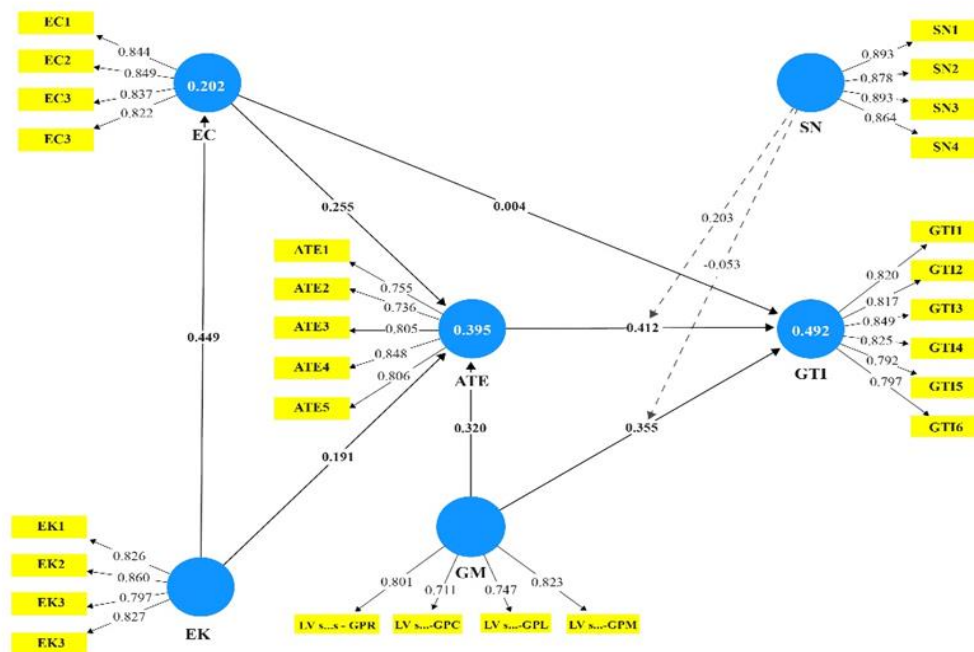 EC1
EC2
EC3
EC3
0.844
0.849
0.837
0.822
0.202
EC
SN1
SN2
SN3
SN4
0.893
0.878
0.893
0.864
SN
0.255
0.004
0.203
-0.053
0.449
ATE1
ATE2
ATE3
ATE4
ATE5
0.755
0.736
0.805
0.848
0.806
0.395
ATE
0.412
GTI1
GTI2
GTI3
GTI4
GTI5
GTI6
0.820
0.817
0.849
0.825
0.792
0.797
0.492
GTI
0.320
0.355
0.191
EK1
EK2
EK3
EK3
0.826
0.860
0.797
0.827
EK
GM
0.801
0.711
0.747
0.823
LV s...s - GPR
LV s...-GPC
LV s...-GPL
LV s...-GPM